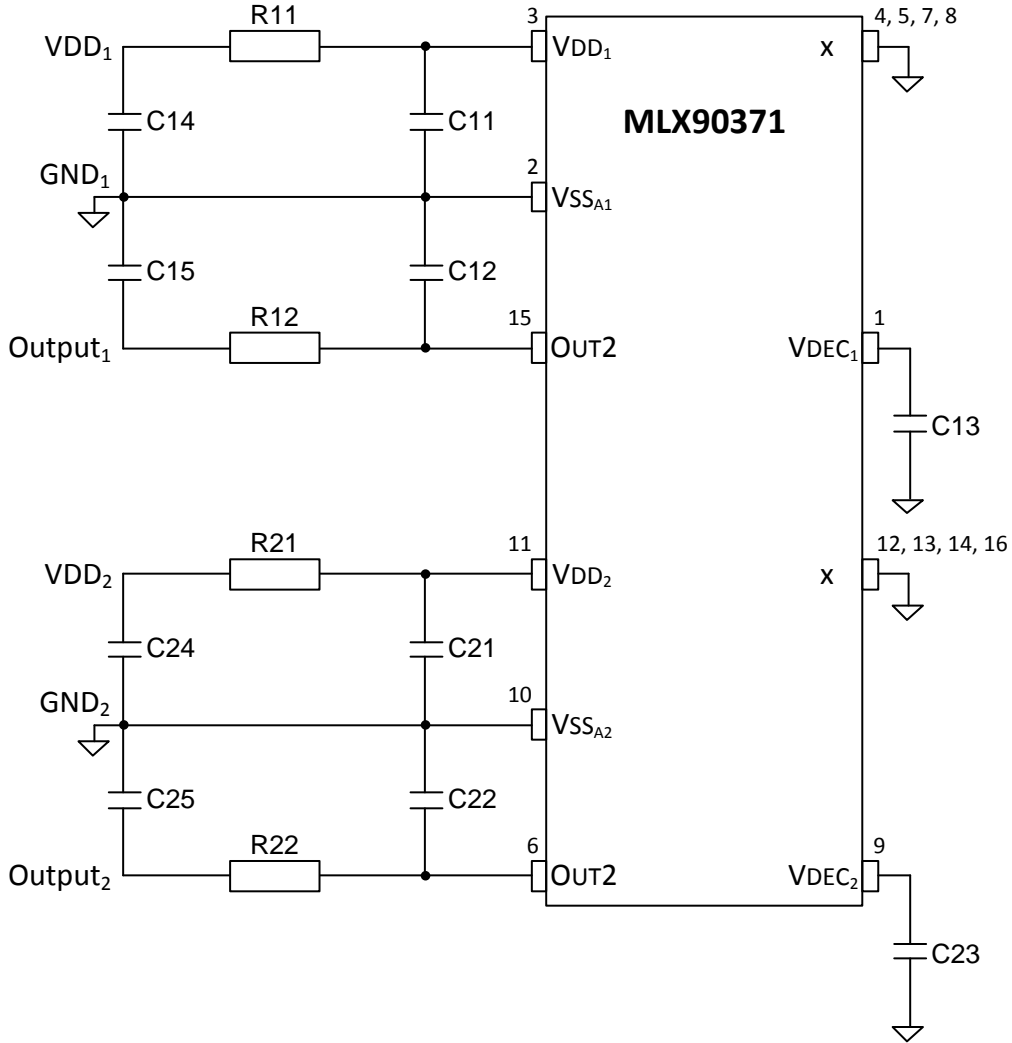 R11
3
4, 5, 7, 8
VDD₁
VDD₁
x
C14
C11
MLX90371
GND₁
2
VSS_A1
C15
C12
R12
15
1
Output₁
OUT2
VDEC₁
C13
R21
11
12, 13, 14, 16
VDD₂
VDD₂
x
C24
C21
GND₂
10
VSS_A2
C25
C22
R22
6
9
Output₂
OUT2
VDEC₂
C23